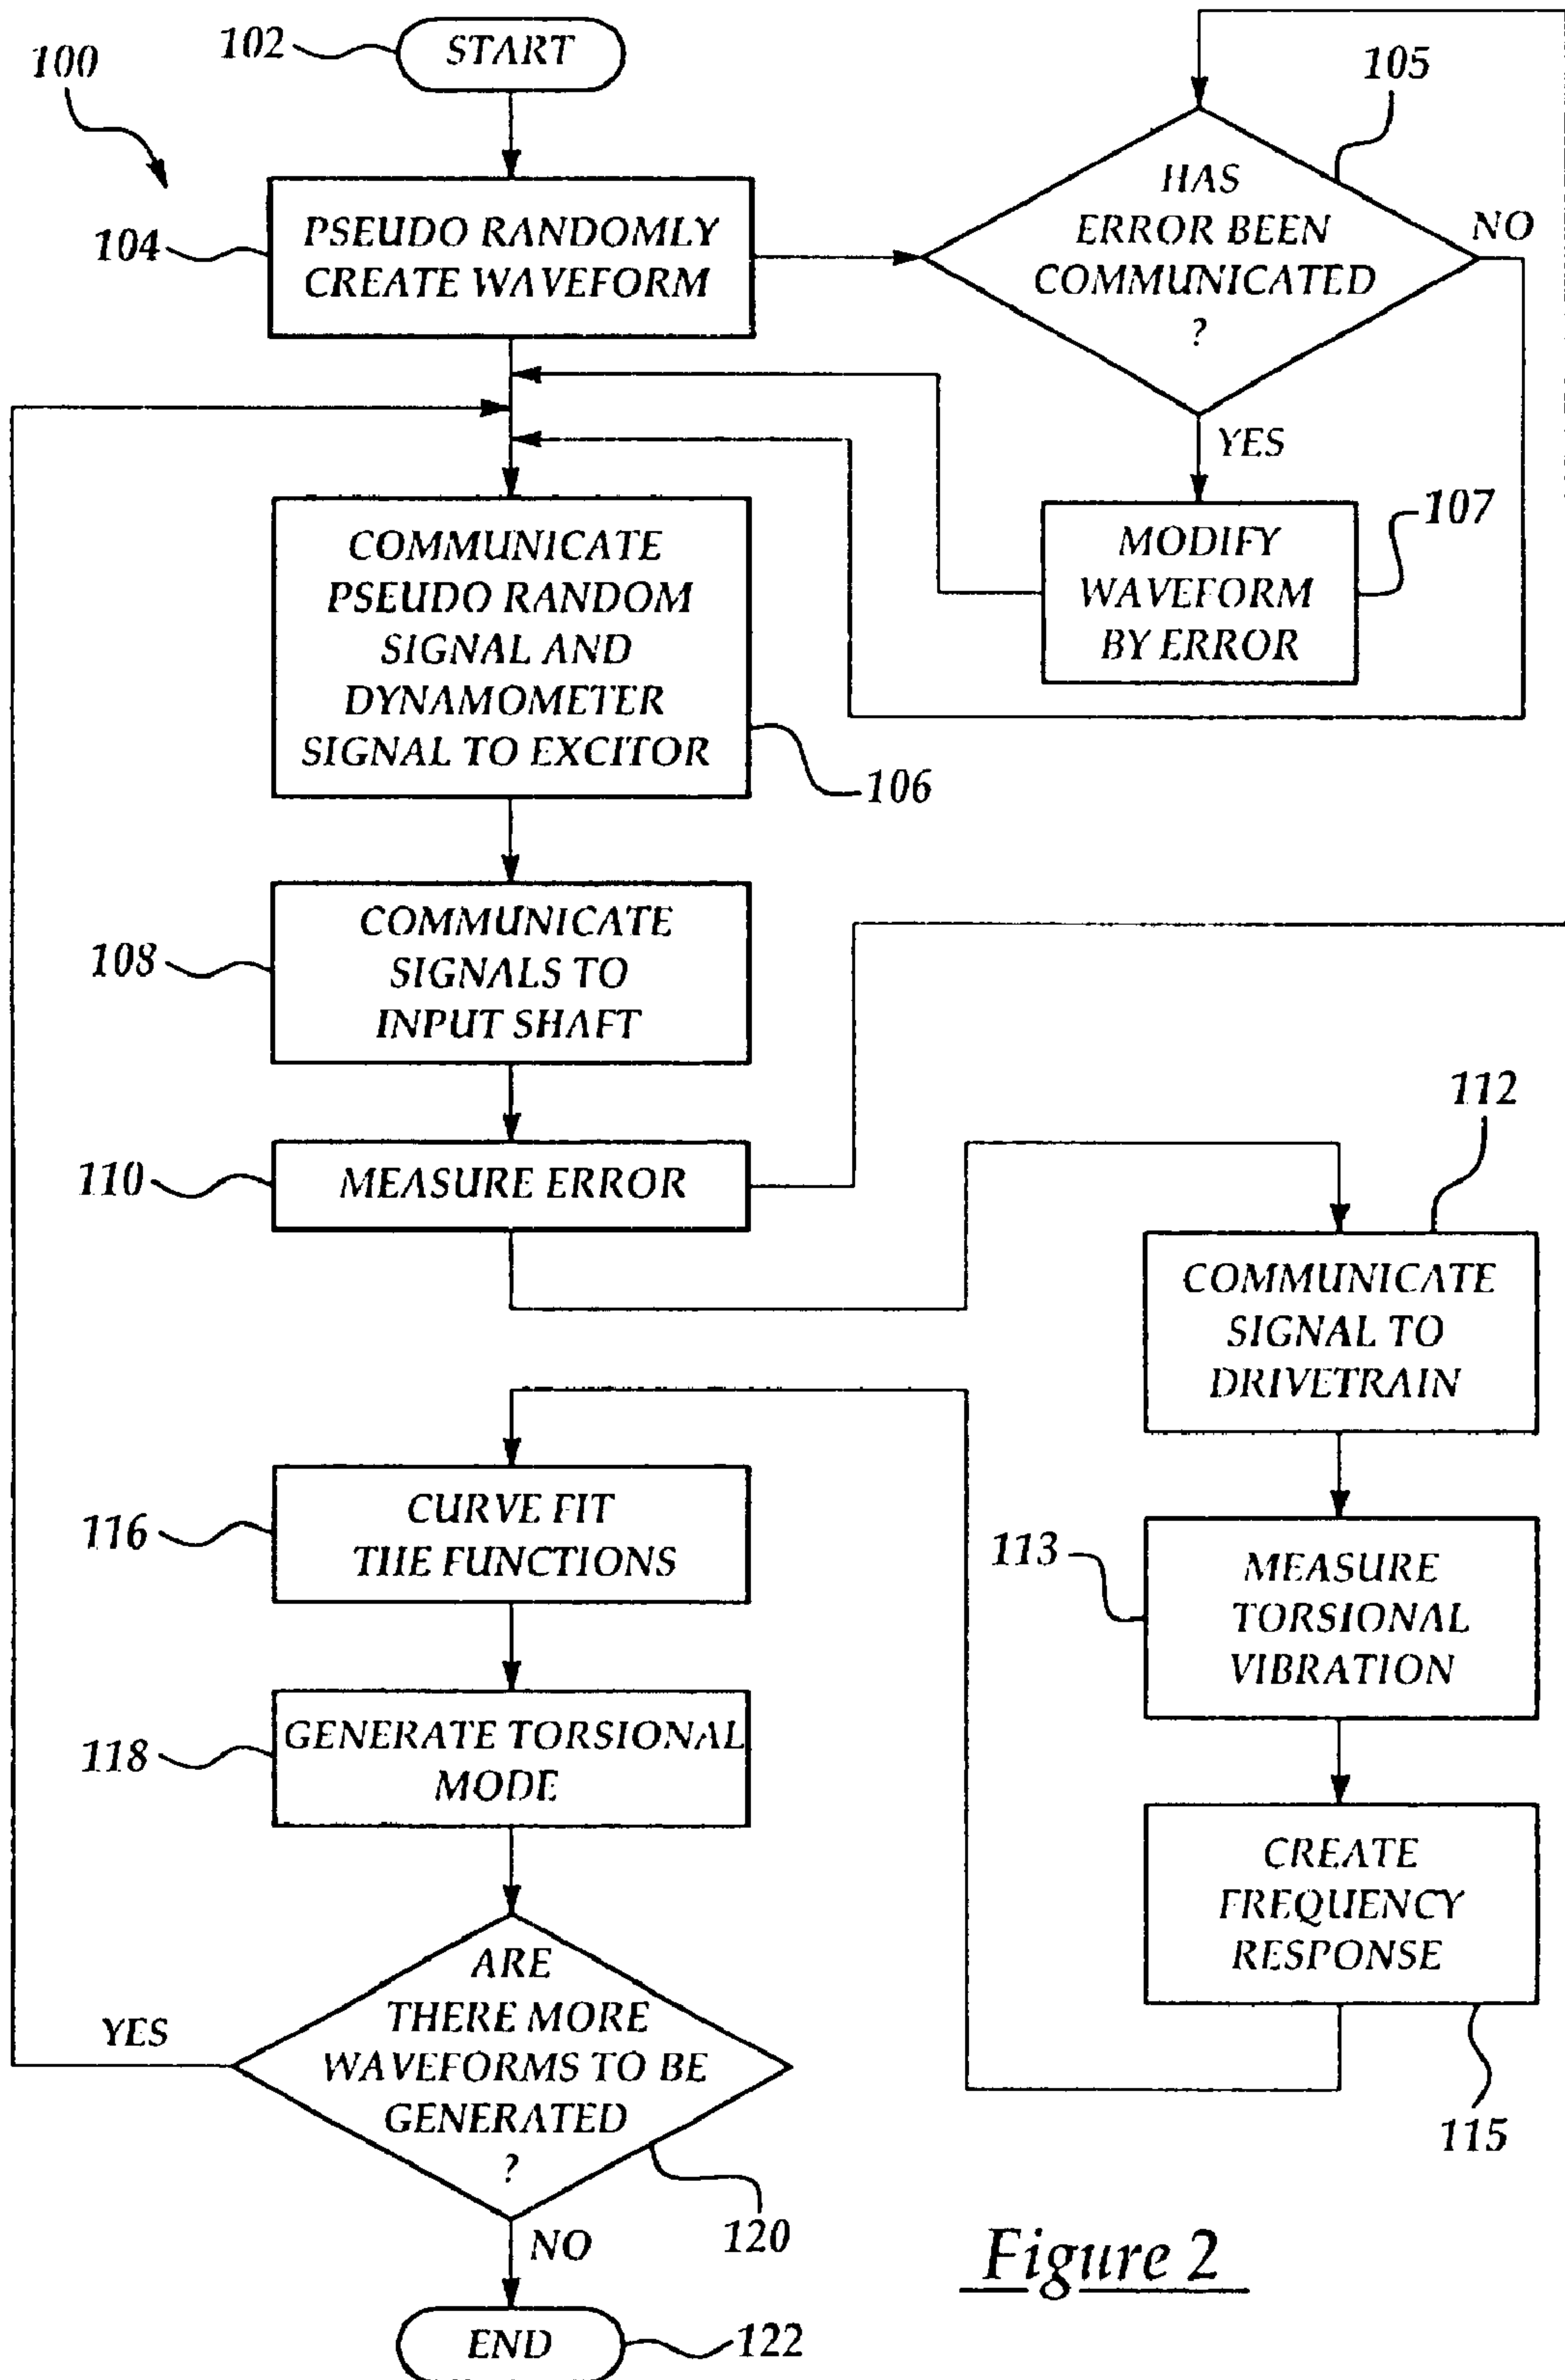 100
102
START
104
PSEUDO RANDOMLY
CREATE WAVEFORM
105
HAS
ERROR BEEN
COMMUNICATED
?
NO
YES
107
MODIFY
WAVEFORM
BY ERROR
COMMUNICATE
PSEUDO RANDOM
SIGNAL AND
DYNAMOMETER
SIGNAL TO EXCITOR
106
108
COMMUNICATE
SIGNALS TO
INPUT SHAFT
110
MEASURE ERROR
112
COMMUNICATE
SIGNAL TO
DRIVETRAIN
113
MEASURE
TORSIONAL
VIBRATION
CREATE
FREQUENCY
RESPONSE
115
116
CURVE FIT
THE FUNCTIONS
118
GENERATE TORSIONAL
MODE
ARE
THERE MORE
WAVEFORMS TO BE
GENERATED
?
YES
120
NO
END
122
Figure 2